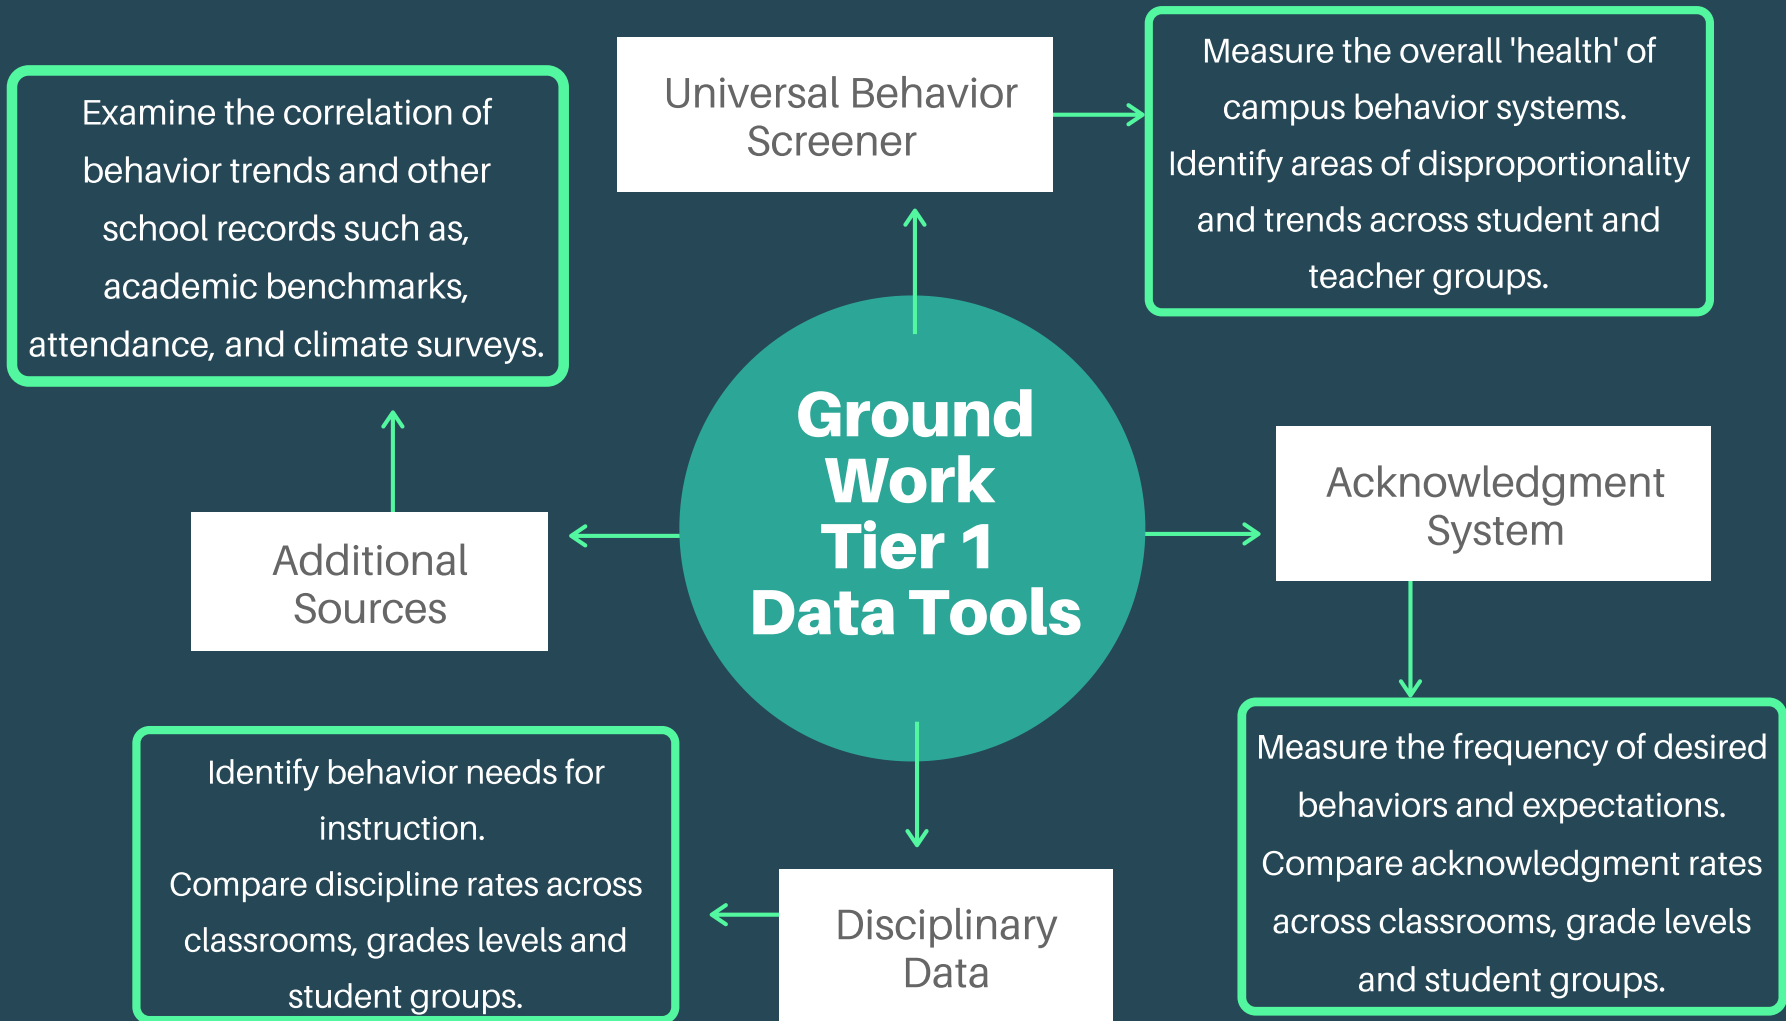 Universal Behavior
Screener
Measure the overall 'health' of
campus behavior systems.
Identify areas of disproportionality
and trends across student and
teacher groups.
Examine the correlation of
behavior trends and other
school records such as,
academic benchmarks,
attendance, and climate surveys.
Ground
Work
Tier 1
Data Tools
Acknowledgment
System
Additional
Sources
Measure the frequency of desired
behaviors and expectations.
Compare acknowledgment rates
across classrooms, grade levels
and student groups.
Identify behavior needs for
instruction.
Compare discipline rates across
classrooms, grades levels and
student groups.
Disciplinary
Data